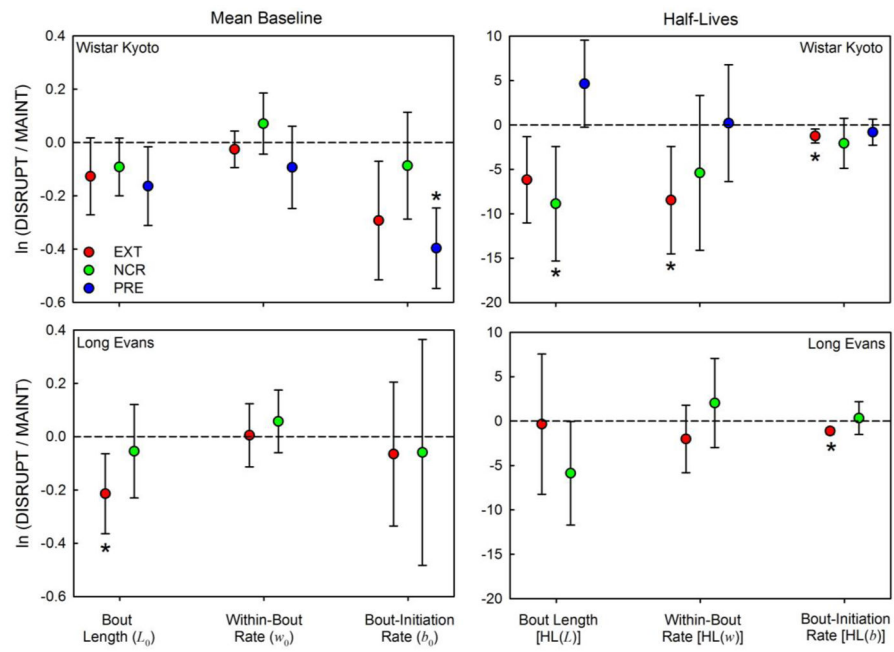 Mean Baseline
Half-Lives
ln (DISRUPT / MAINT)
0.4
0.2
0.0
-0.2
-0.4
-0.6
Wistar Kyoto
EXT
NCR
PRE
*
10
5
0
-5
-10
-15
-20
Wistar Kyoto
*
*
*
ln (DISRUPT / MAINT)
0.4
0.2
0.0
-0.2
-0.4
-0.6
Long Evans
*
10
5
0
-5
-10
-15
-20
Long Evans
*
Bout
Length (L₀)
Within-Bout
Rate (w₀)
Bout-Initiation
Rate (b₀)
Bout Length
[HL(L)]
Within-Bout
Rate [HL(w)]
Bout-Initiation
Rate [HL(b)]